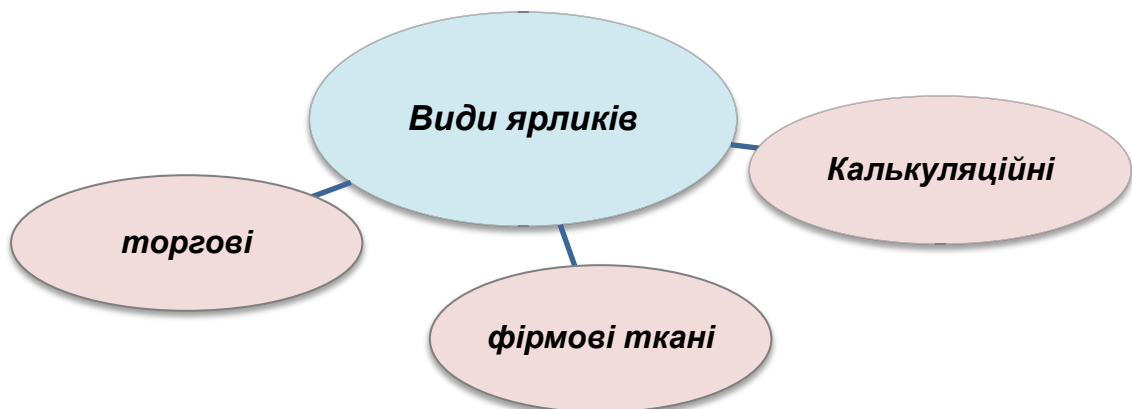 Види ярликів
Калькуляційні
торгові
фірмові ткані